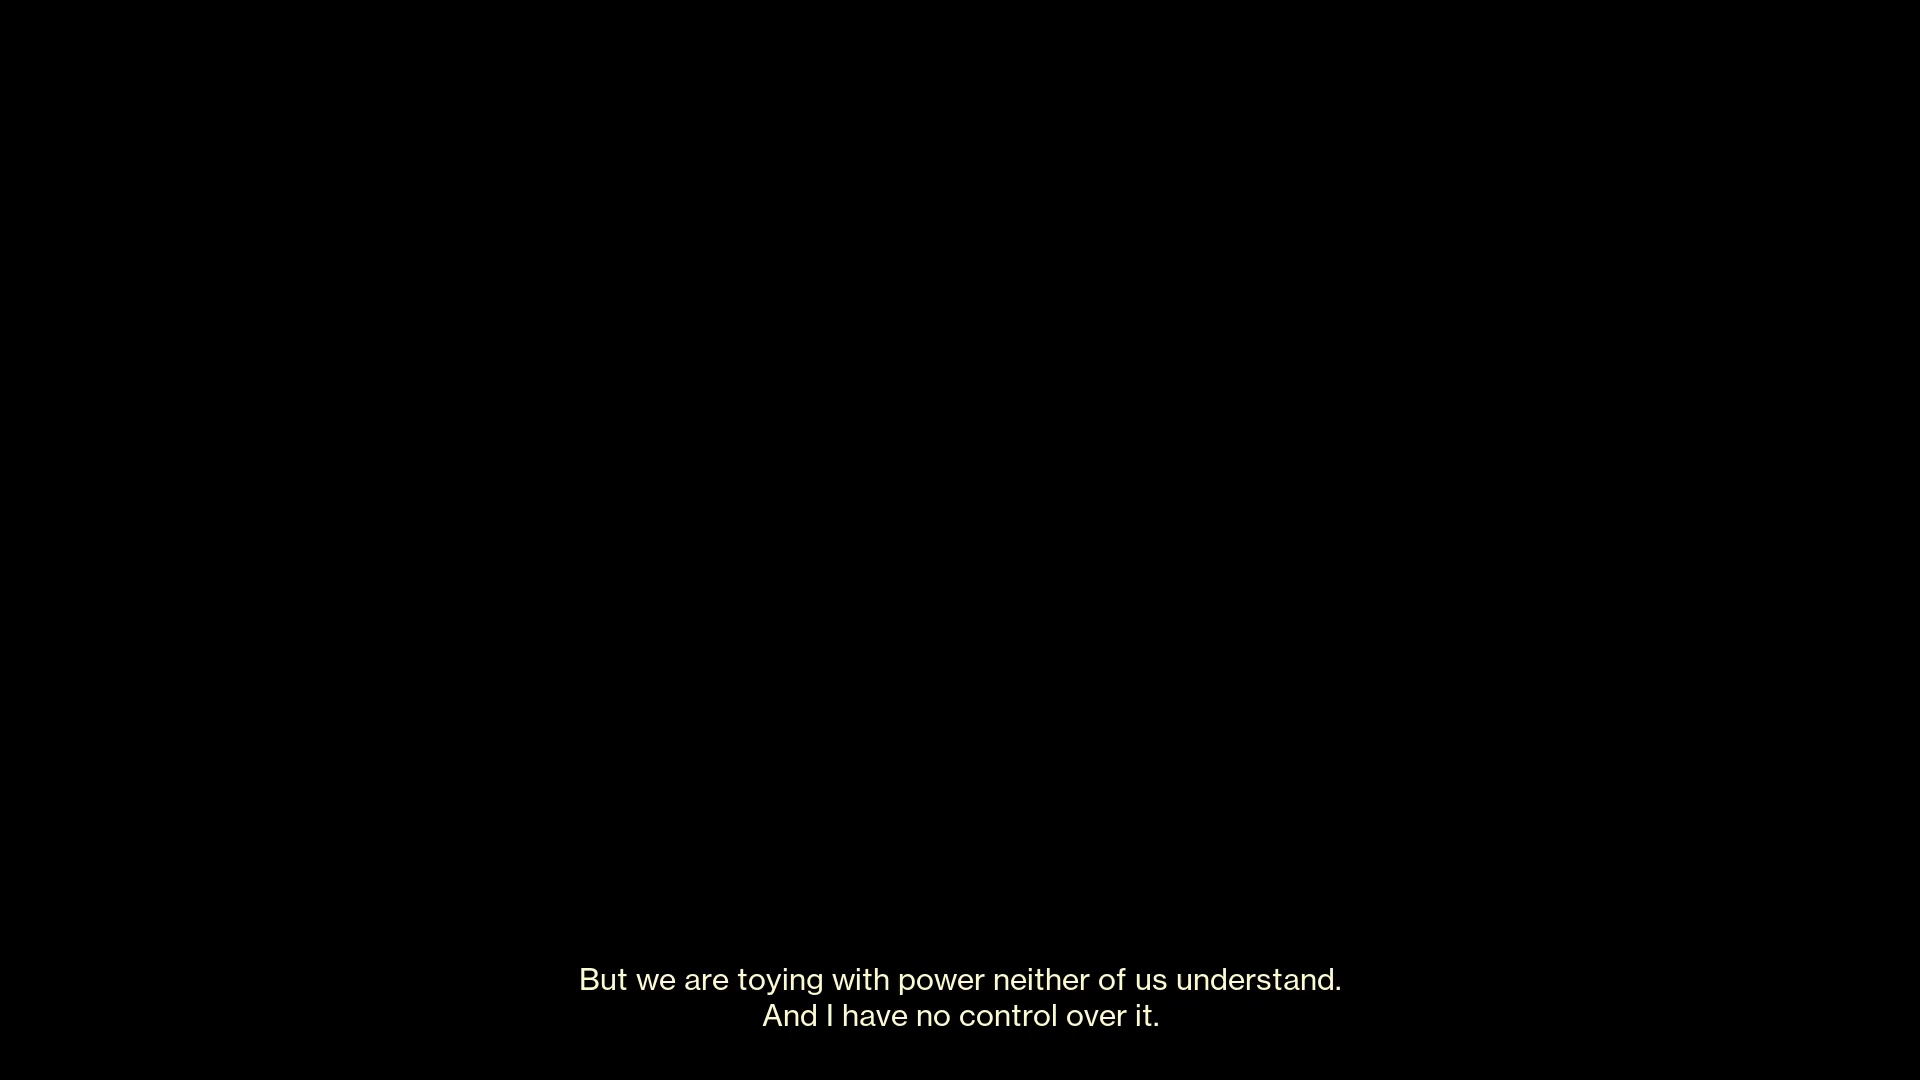 But we are toying with power neither of us understand.
And I have no control over it.